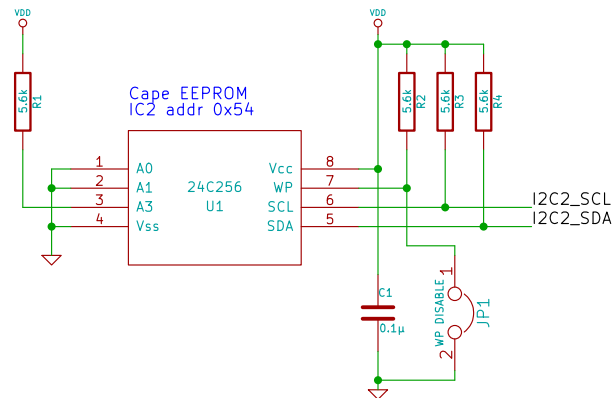 VDD
VDD
5.6k
R1
Cape EEPROM
IC2 addr 0x54
5.6k
R2
5.6k
R3
5.6k
R4
1
A0
Vcc
8
2
A1
24C256
WP
7
3
A3
U1
SCL
6
I2C2_SCL
4
Vss
SDA
5
I2C2_SDA
C1
0.1µ
1
WP DISABLE
JP1
2